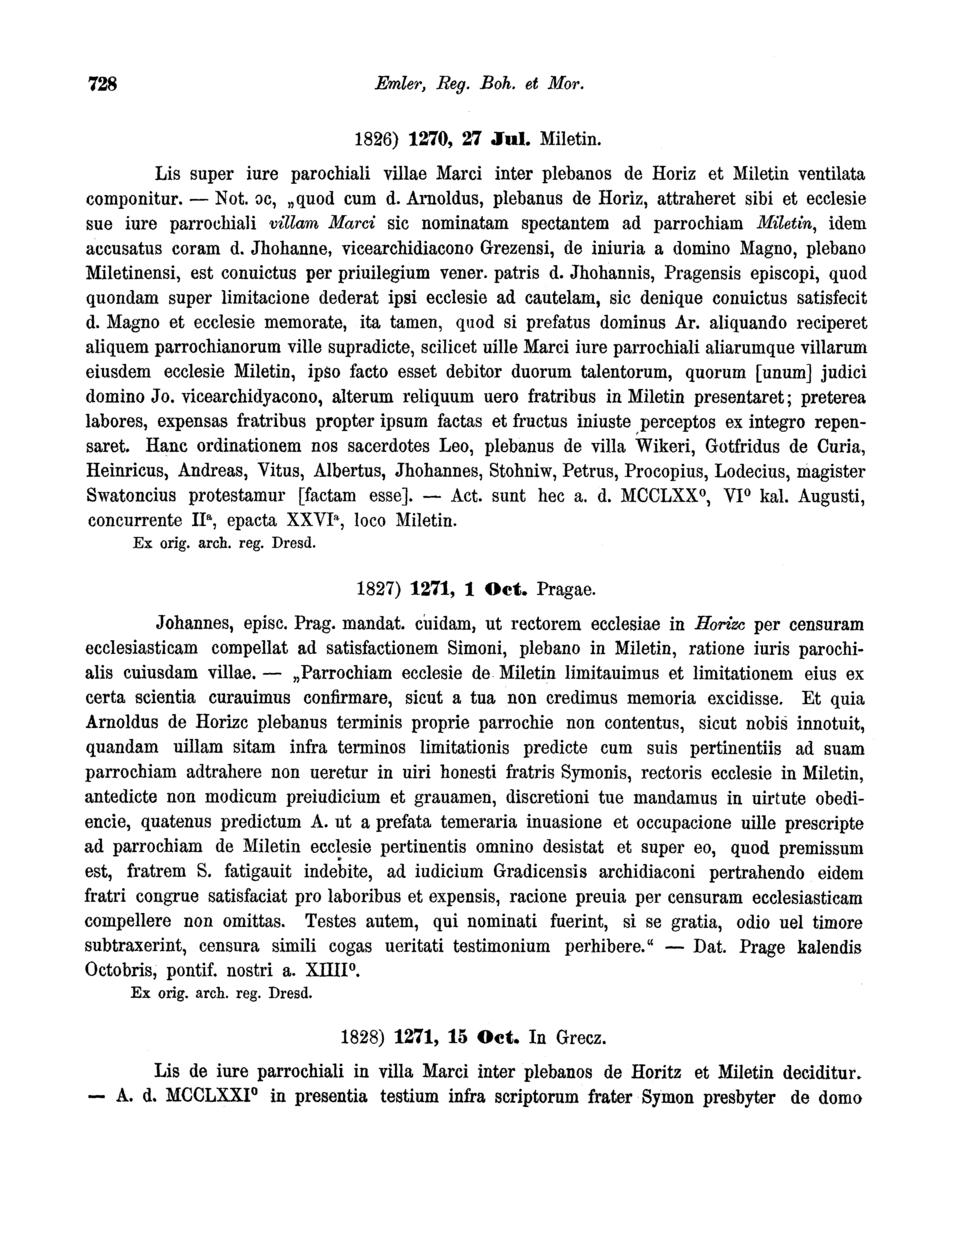 728 Emler, Reg. Boh. et Mor.
1826) 1270, 27 Jul. Miletin.
Lis super iure parochiali villae Marci inter plebanos de Horiz et Miletin ventilata
componitur. — Not. ɔc, „quod cum d. Arnoldus, plebanus de Horiz, attraheret sibi et ecclesie
sue iure parrochiali villam Marci sic nominatam spectantem ad parrochiam Miletin, idem
accusatus coram d. Jhohanne, vicearchidiacono Grezensi, de iniuria a domino Magno, plebano
Miletinensi, est conuictus per priuilegium vener. patris d. Jhohannis, Pragensis episcopi, quod
quondam super limitacione dederat ipsi ecclesie ad cautelam, sic denique conuictus satisfecit
d. Magno et ecclesie memorate, ita tamen, quod si prefatus dominus Ar. aliquando reciperet
aliquem parrochianorum ville supradicte, scilicet uille Marci iure parrochiali aliarumque villarum
eiusdem ecclesie Miletin, ipso facto esset debitor duorum talentorum, quorum [unum] judici
domino Jo. vicearchidyacono, alterum reliquum uero fratribus in Miletin presentaret; preterea
labores, expensas fratribus propter ipsum factas et fructus iniuste perceptos ex integro repen-
saret. Hanc ordinationem nos sacerdotes Leo, plebanus de villa Wikeri, Gotfridus de Curia,
Heinricus, Andreas, Vitus, Albertus, Jhohannes, Stohniw, Petrus, Procopius, Lodecius, magister
Swatoncius protestamur [factam esse]. — Act. sunt hec a. d. MCCLXX⁰, VI⁰ kal. Augusti,
concurrente IIᵃ, epacta XXVIᵃ, loco Miletin.
Ex orig. arch. reg. Dresd.
1827) 1271, 1 Oct. Pragae.
Johannes, episc. Prag. mandat. cuidam, ut rectorem ecclesiae in Horizc per censuram
ecclesiasticam compellat ad satisfactionem Simoni, plebano in Miletin, ratione iuris parochi-
alis cuiusdam villae. — „Parrochiam ecclesie de Miletin limitauimus et limitationem eius ex
certa scientia curauimus confirmare, sicut a tua non credimus memoria excidisse. Et quia
Arnoldus de Horizc plebanus terminis proprie parrochie non contentus, sicut nobis innotuit,
quandam uillam sitam infra terminos limitationis predicte cum suis pertinentiis ad suam
parrochiam adtrahere non ueretur in uiri honesti fratris Symonis, rectoris ecclesie in Miletin,
antedicte non modicum preiudicium et grauamen, discretioni tue mandamus in uirtute obedi-
encie, quatenus predictum A. ut a prefata temeraria inuasione et occupacione uille prescripte
ad parrochiam de Miletin ecclesie pertinentis omnino desistat et super eo, quod premissum
est, fratrem S. fatigauit indebite, ad iudicium Gradicensis archidiaconi pertrahendo eidem
fratri congrue satisfaciat pro laboribus et expensis, racione preuia per censuram ecclesiasticam
compellere non omittas. Testes autem, qui nominati fuerint, si se gratia, odio uel timore
subtraxerint, censura simili cogas ueritati testimonium perhibere.“ — Dat. Prage kalendis
Octobris, pontif. nostri a. XIIII⁰.
Ex orig. arch. reg. Dresd.
1828) 1271, 15 Oct. In Grecz.
Lis de iure parrochiali in villa Marci inter plebanos de Horitz et Miletin deciditur.
— A. d. MCCLXXI⁰ in presentia testium infra scriptorum frater Symon presbyter de domo